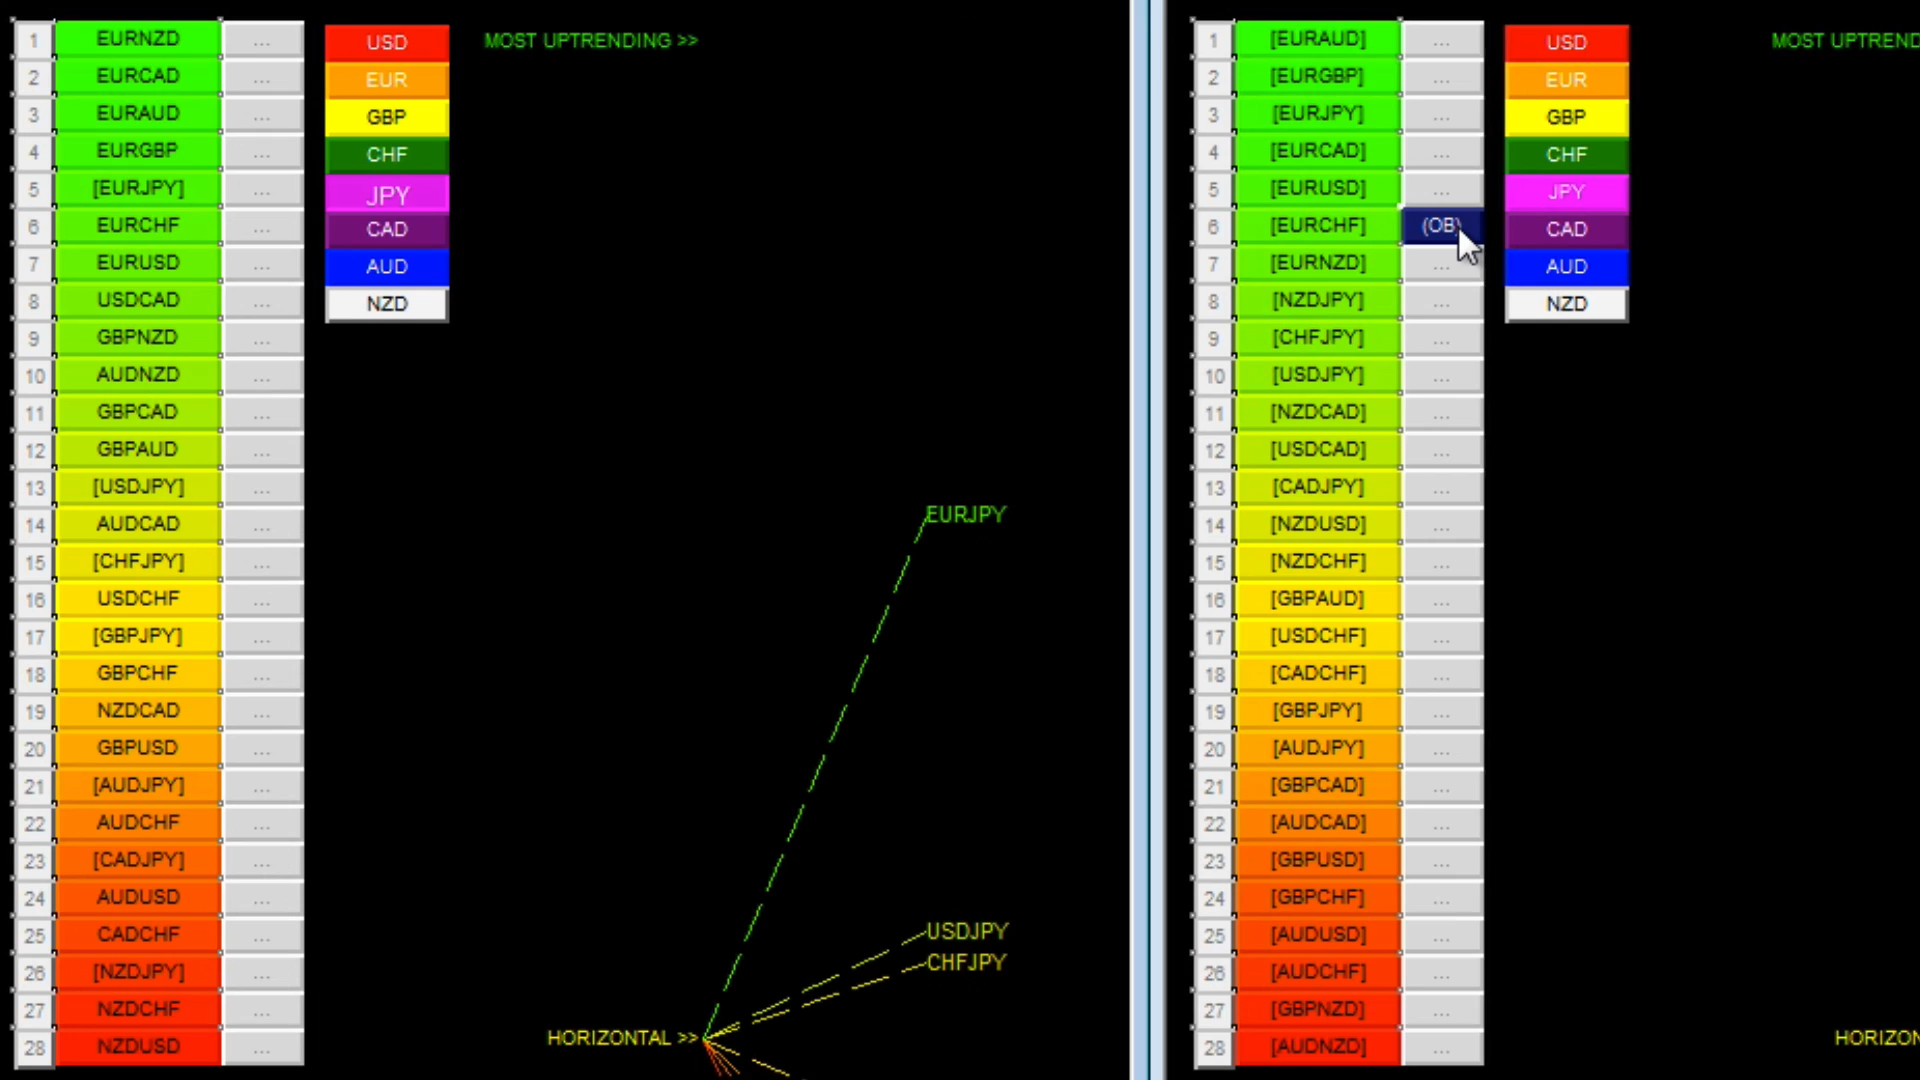 1 EURNZD ...
2 EURCAD ...
3 EURAUD ...
4 EURGBP ...
5 [EURJPY] ...
6 EURCHF ...
7 EURUSD ...
8 USDCAD ...
9 GBPNZD ...
10 AUDNZD ...
11 GBPCAD ...
12 GBPAUD ...
13 [USDJPY] ...
14 AUDCAD ...
15 [CHFJPY] ...
16 USDCHF ...
17 [GBPJPY] ...
18 GBPCHF ...
19 NZDCAD ...
20 GBPUSD ...
21 [AUDJPY] ...
22 AUDCHF ...
23 [CADJPY] ...
24 AUDUSD ...
25 CADCHF ...
26 [NZDJPY] ...
27 NZDCHF ...
28 NZDUSD ...
USD
EUR
GBP
CHF
JPY
CAD
AUD
NZD
MOST UPTRENDING >>
EURJPY
USDJPY
CHFJPY
HORIZONTAL >>
1 [EURAUD] ...
2 [EURGBP] ...
3 [EURJPY] ...
4 [EURCAD] ...
5 [EURUSD] ...
6 [EURCHF] (OB)
7 [EURNZD] ...
8 [NZDJPY] ...
9 [CHFJPY] ...
10 [USDJPY] ...
11 [NZDCAD] ...
12 [USDCAD] ...
13 [CADJPY] ...
14 [NZDUSD] ...
15 [NZDCHF] ...
16 [GBPAUD] ...
17 [USDCHF] ...
18 [CADCHF] ...
19 [GBPJPY] ...
20 [AUDJPY] ...
21 [GBPCAD] ...
22 [AUDCAD] ...
23 [GBPUSD] ...
24 [GBPCHF] ...
25 [AUDUSD] ...
26 [AUDCHF] ...
27 [GBPNZD] ...
28 [AUDNZD] ...
USD
EUR
GBP
CHF
JPY
CAD
AUD
NZD
MOST UPTREND
HORIZON